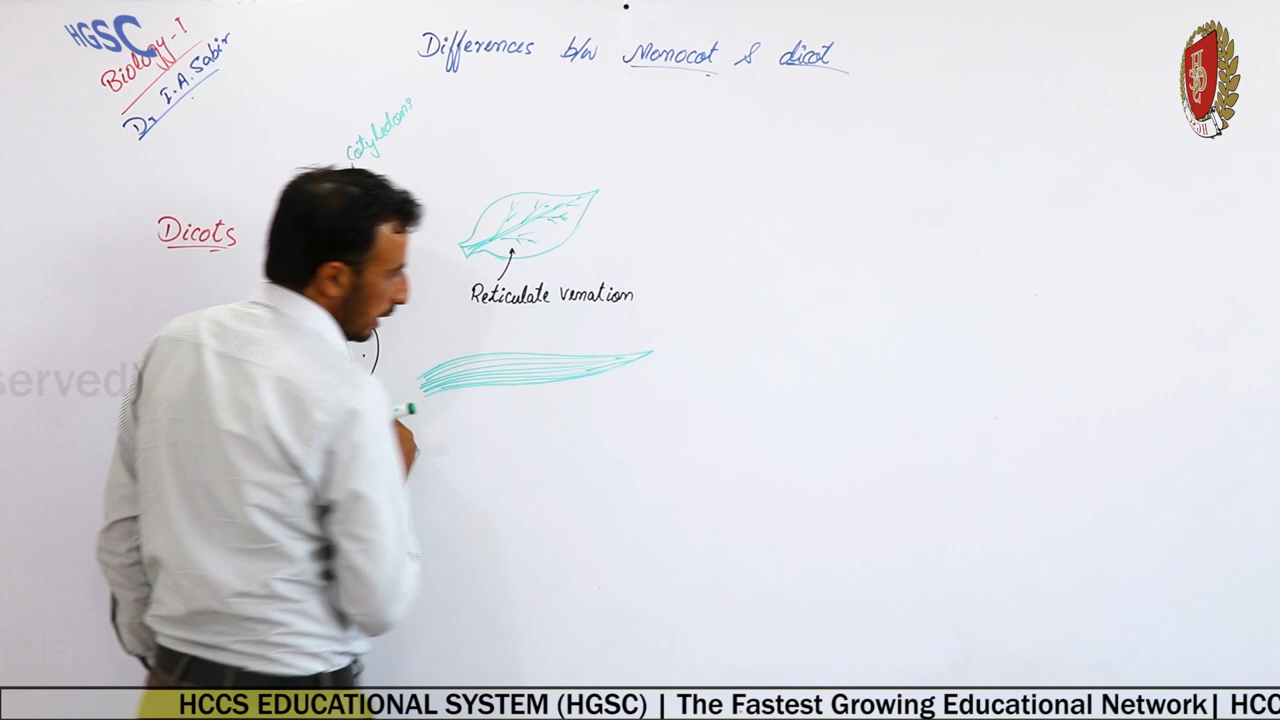 HGSC
Biology-I
Dr I.A.Sabir
Differences b/w Monocot & dicot
cotyledons
Dicots
Reticulate venation
served)
HCCS EDUCATIONAL SYSTEM (HGSC) | The Fastest Growing Educational Network| HCC